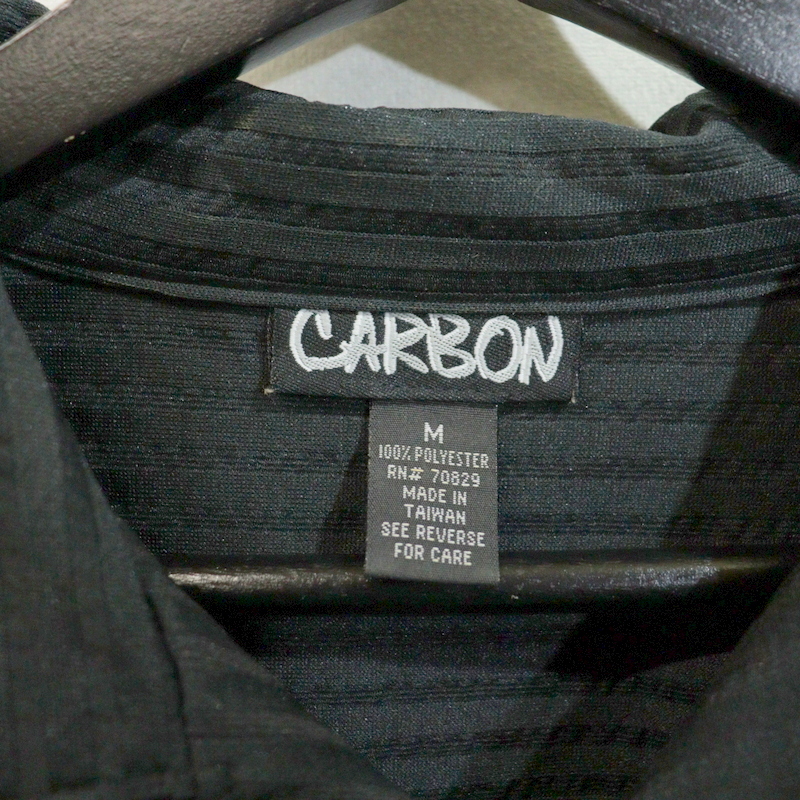 CARBON
M
100% POLYESTER
RN# 70829
MADE IN
TAIWAN
SEE REVERSE
FOR CARE